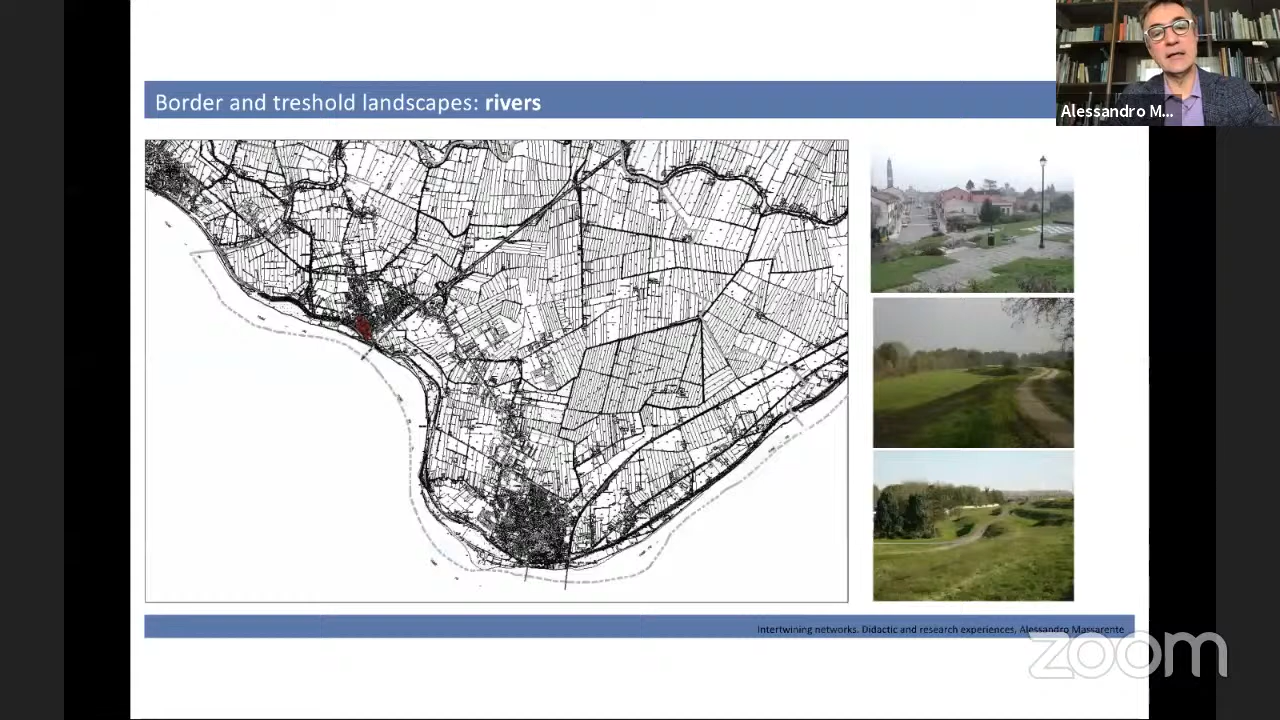 Border and treshold landscapes: rivers
Alessandro M...
Intertwining networks. Didactic and research experiences, Alessandro Massarente
zoom